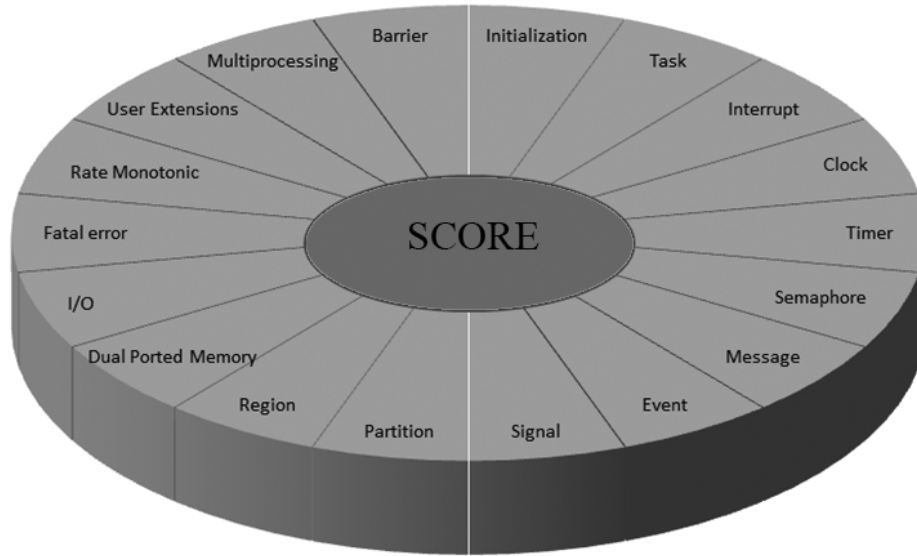 Barrier
Initialization
Multiprocessing
Task
User Extensions
Interrupt
Rate Monotonic
Clock
SCORE
Fatal error
Timer
I/O
Semaphore
Dual Ported Memory
Message
Region
Event
Partition
Signal